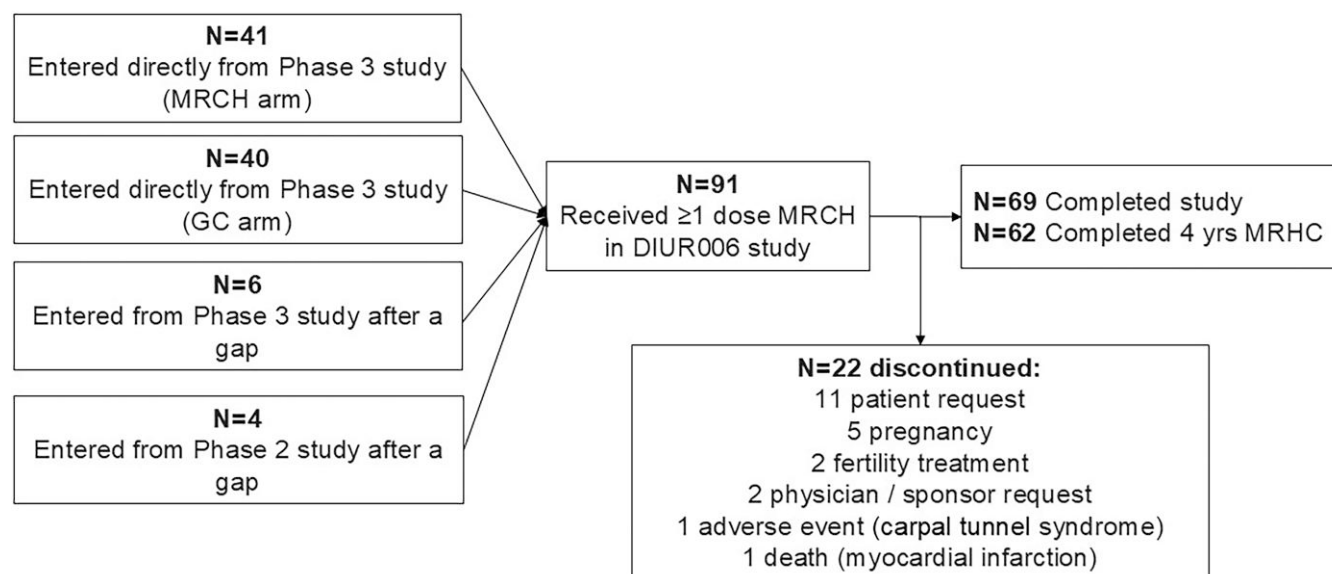 N=41
Entered directly from Phase 3 study
(MRCH arm)
N=40
Entered directly from Phase 3 study
(GC arm)
N=6
Entered from Phase 3 study after a
gap
N=4
Entered from Phase 2 study after a
gap
N=91
Received ≥1 dose MRCH
in DIUR006 study
N=69 Completed study
N=62 Completed 4 yrs MRHC
N=22 discontinued:
11 patient request
5 pregnancy
2 fertility treatment
2 physician / sponsor request
1 adverse event (carpal tunnel syndrome)
1 death (myocardial infarction)